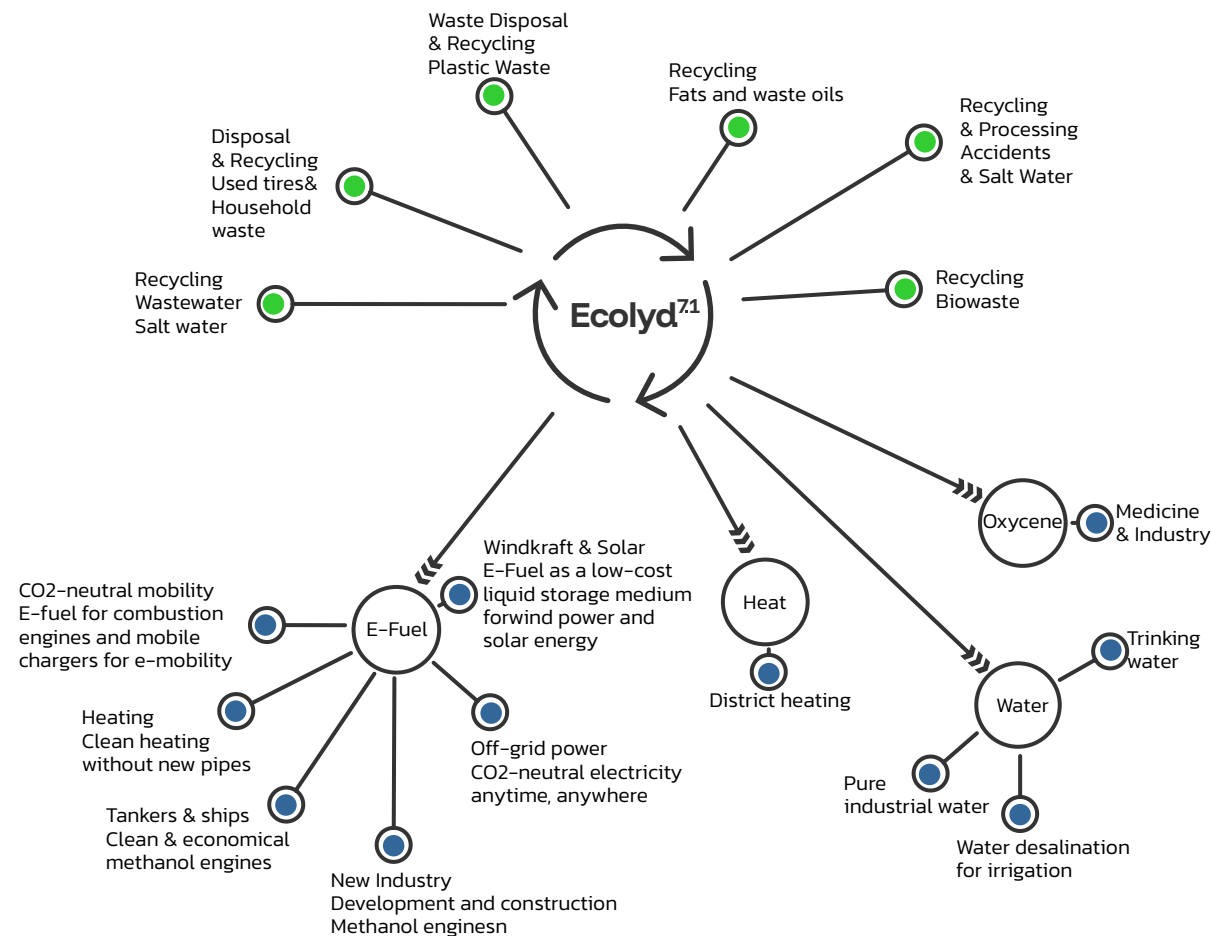 Waste Disposal
& Recycling
Plastic Waste
Recycling
Fats and waste oils
Recycling
& Processing
Accidents
& Salt Water
Disposal
& Recycling
Used tires&
Household
waste
Recycling
Wastewater
Salt water
Ecolyd 7.1
Recycling
Biowaste
Oxycene
Medicine
& Industry
Windkraft & Solar
E-Fuel as a low-cost
liquid storage medium
forwind power and
solar energy
CO2-neutral mobility
E-fuel for combustion
engines and mobile
chargers for e-mobility
E-Fuel
Heat
District heating
Trinking
water
Water
Heating
Clean heating
without new pipes
Off-grid power
CO2-neutral electricity
anytime, anywhere
Pure
industrial water
Tankers & ships
Clean & economical
methanol engines
Water desalination
for irrigation
New Industry
Development and construction
Methanol enginesn